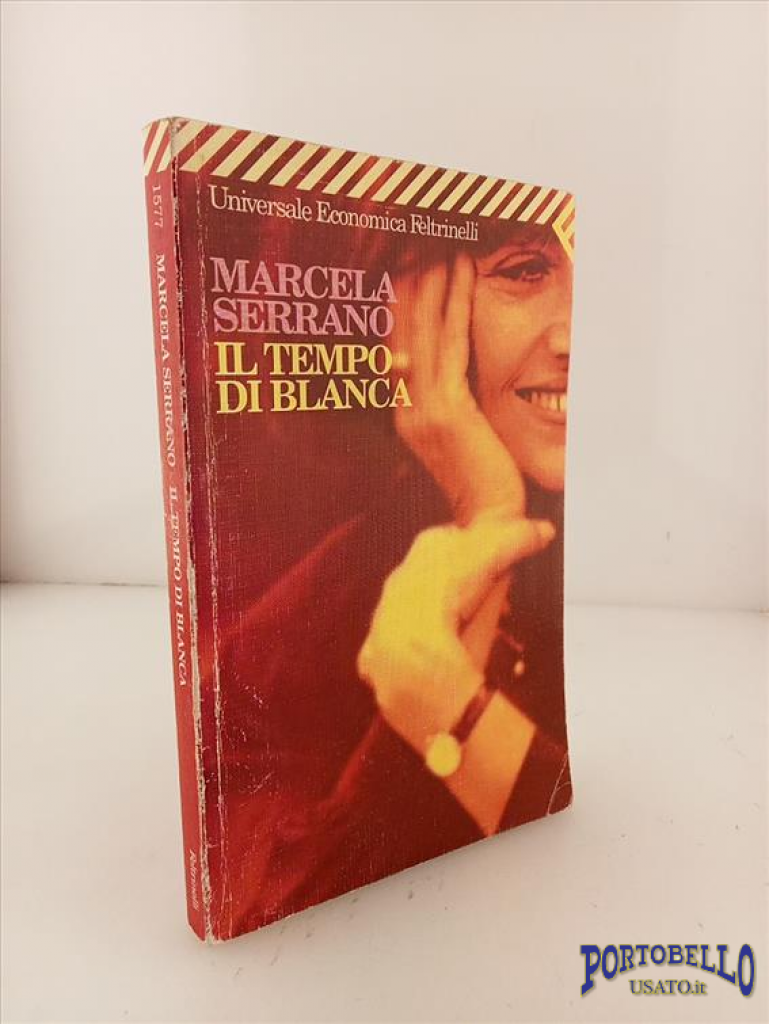 Universale Economica Feltrinelli
MARCELA
SERRANO
IL TEMPO
DI BLANCA
1577 MARCELA SERRANO IL TEMPO DI BLANCA Feltrinelli
PORTOBELLO
USATO.it